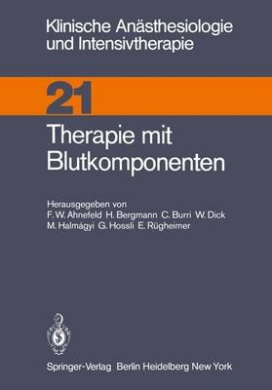 Klinische Anästhesiologie
und Intensivtherapie
21
Therapie mit
Blutkomponenten
Herausgegeben von
F. W. Ahnefeld H. Bergmann C. Burri W. Dick
M. Halmágyi G. Hossli E. Rügheimer
Springer-Verlag Berlin Heidelberg New York